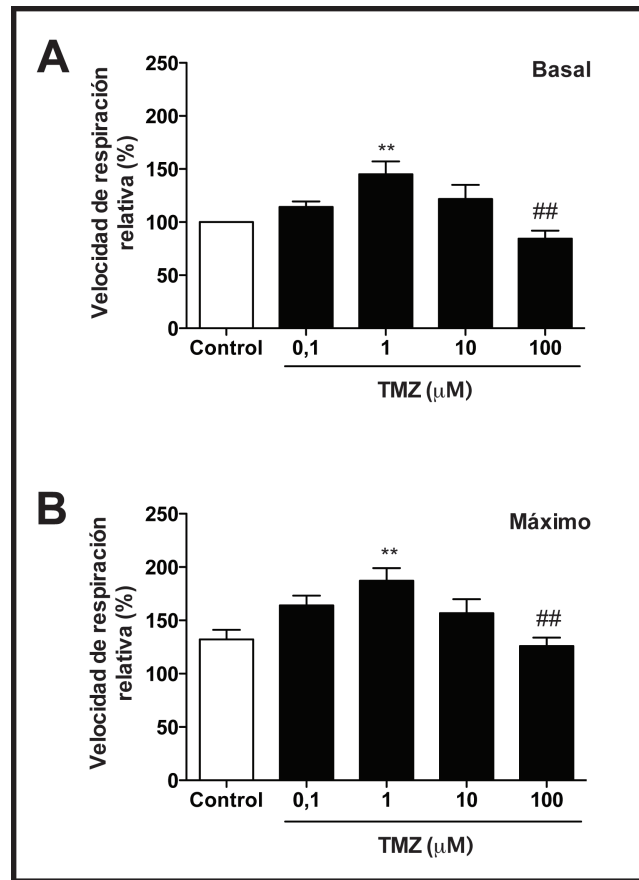 A
Basal
Velocidad de respiración
relativa (%)
250
200
150
100
50
0
**
##
Control 0,1 1 10 100
TMZ (μM)
B
Máximo
Velocidad de respiración
relativa (%)
250
200
150
100
50
0
**
##
Control 0,1 1 10 100
TMZ (μM)